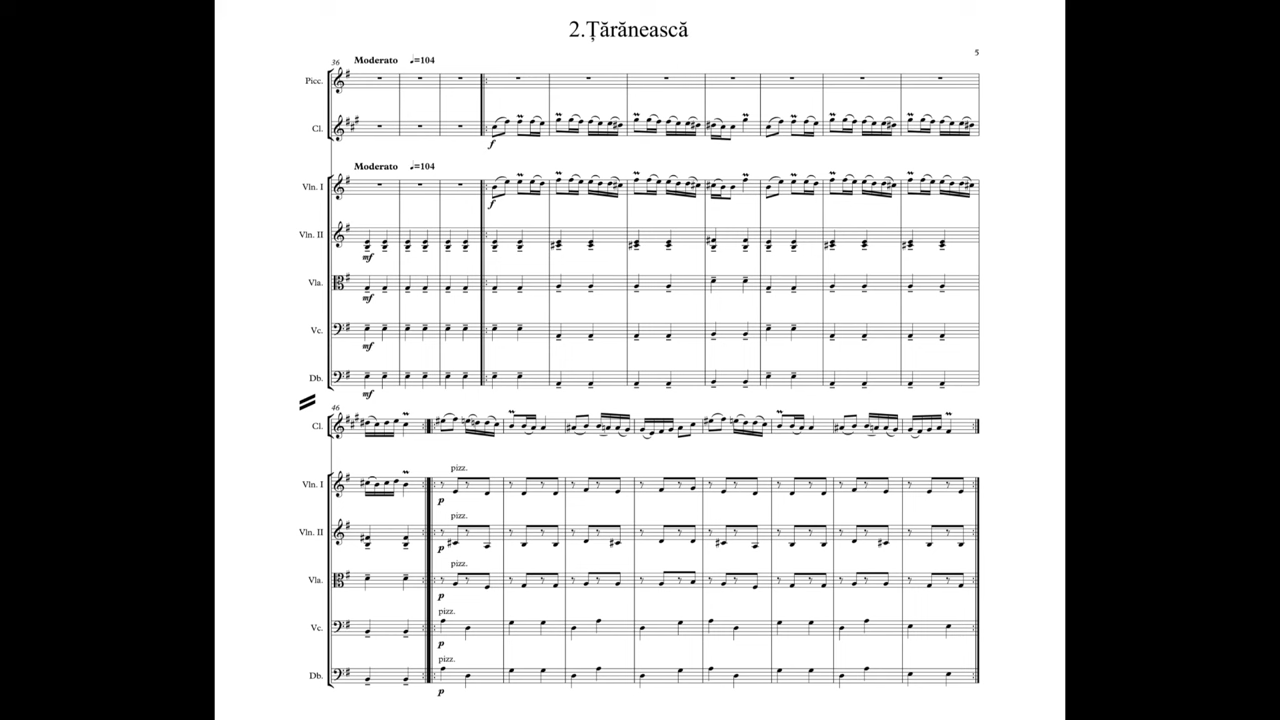 2.Țărănească
5
36 Moderato ♩=104
Picc.
Cl.
f
Moderato ♩=104
Vln. I
f
Vln. II
mf
Vla.
mf
Vc.
mf
Db.
mf
46
Cl.
pizz.
Vln. I
p
pizz.
Vln. II
p
pizz.
Vla.
p
pizz.
Vc.
p
pizz.
Db.
p